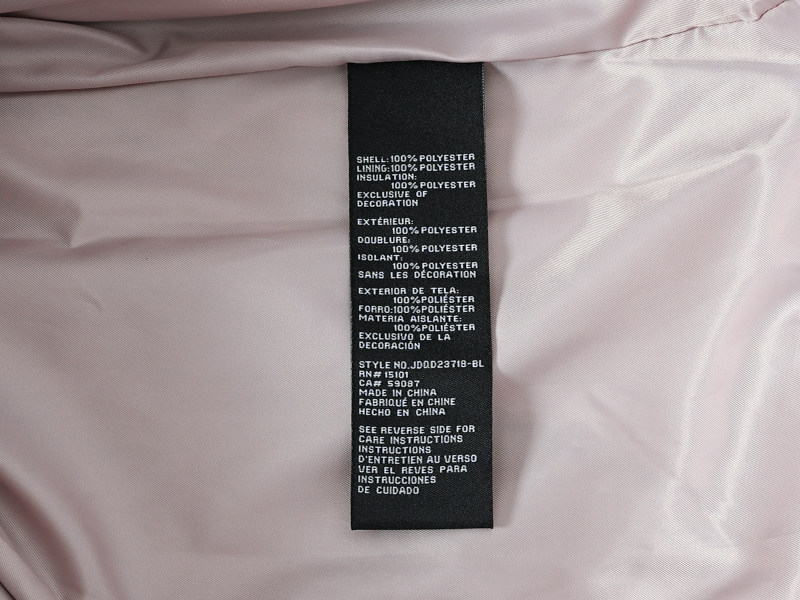 SHELL:100% POLYESTER
LINING:100% POLYESTER
INSULATION:
100% POLYESTER
EXCLUSIVE OF
DECORATION
EXTÉRIEUR:
100% POLYESTER
DOUBLURE:
100% POLYESTER
ISOLANT:
100% POLYESTER
SANS LES DÉCORATION
EXTERIOR DE TELA:
100%POLIÉSTER
FORRO:100%POLIÉSTER
MATERIA AISLANTE:
100%POLIÉSTER
EXCLUSIVO DE LA
DECORACIÓN
STYLE NO.JDQD23718-BL
RN# 15101
CA# 59087
MADE IN CHINA
FABRIQUÉ EN CHINE
HECHO EN CHINA
SEE REVERSE SIDE FOR
CARE INSTRUCTIONS
INSTRUCTIONS
D'ENTRETIEN AU VERSO
VER EL REVES PARA
INSTRUCCIONES
DE CUIDADO